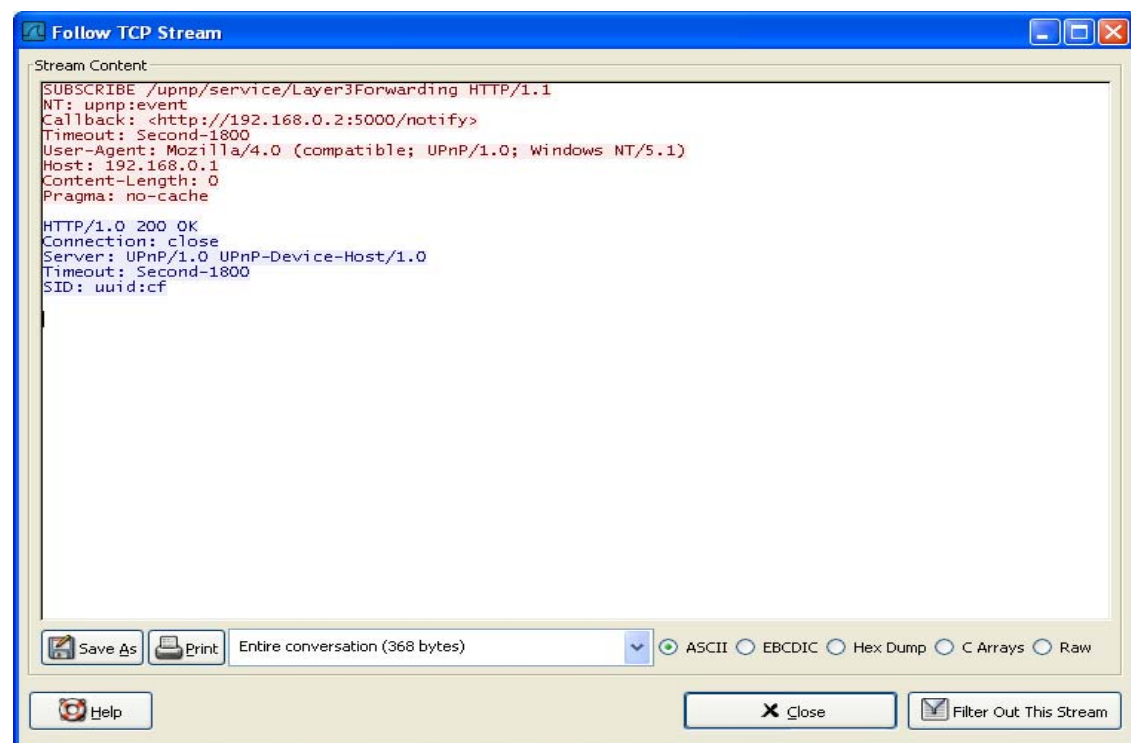 Follow TCP Stream
Stream Content
SUBSCRIBE /upnp/service/Layer3Forwarding HTTP/1.1
NT: upnp:event
Callback: <http://192.168.0.2:5000/notify>
Timeout: Second-1800
User-Agent: Mozilla/4.0 (compatible; UPnP/1.0; Windows NT/5.1)
Host: 192.168.0.1
Content-Length: 0
Pragma: no-cache
HTTP/1.0 200 OK
Connection: close
Server: UPnP/1.0 UPnP-Device-Host/1.0
Timeout: Second-1800
SID: uuid:cf
Save As Print Entire conversation (368 bytes) ASCII EBCDIC Hex Dump C Arrays Raw
Help Close Filter Out This Stream